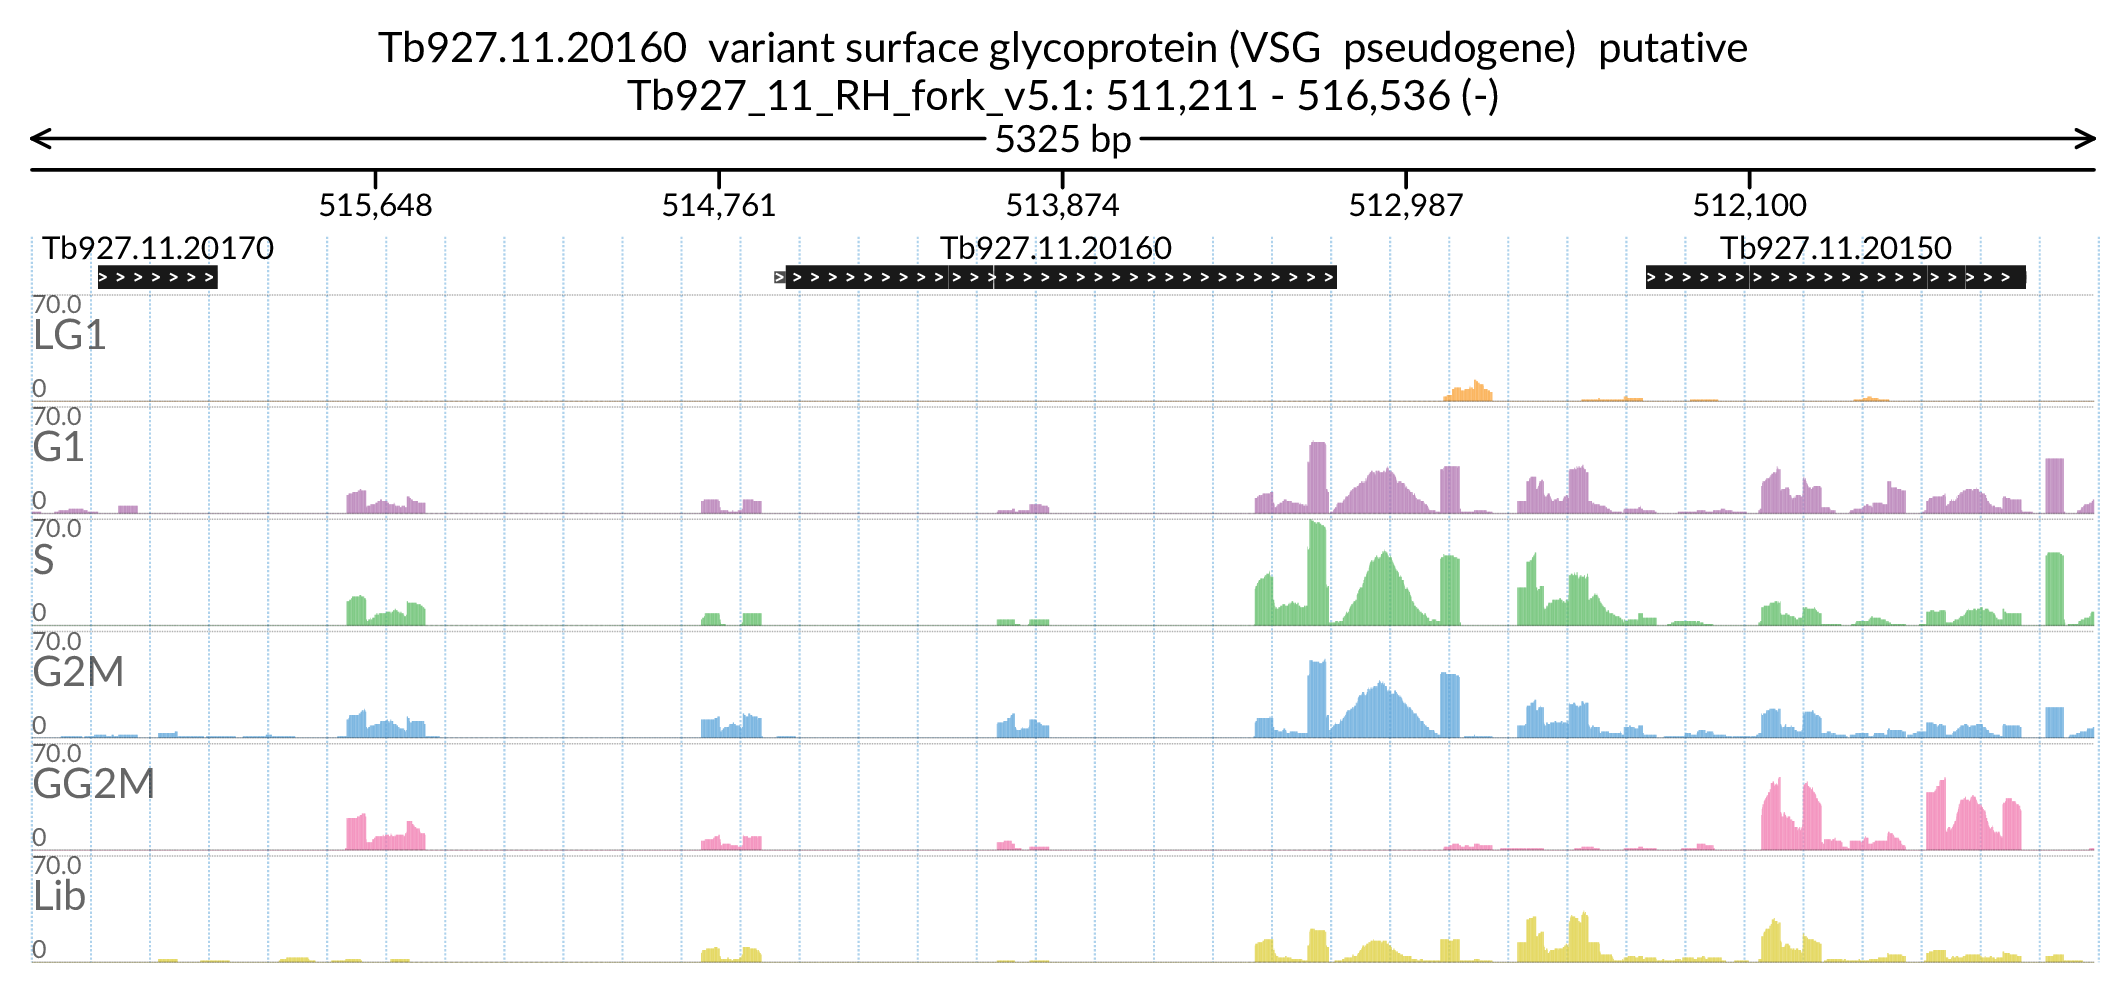 Tb927.11.20160 variant surface glycoprotein (VSG pseudogene) putative
Tb927_11_RH_fork_v5.1: 511,211 - 516,536 (-)
5325 bp
515,648 514,761 513,874 512,987 512,100
Tb927.11.20170 Tb927.11.20160 Tb927.11.20150
70.0
LG1
0
70.0
G1
0
70.0
S
0
70.0
G2M
0
70.0
GG2M
0
70.0
Lib
0